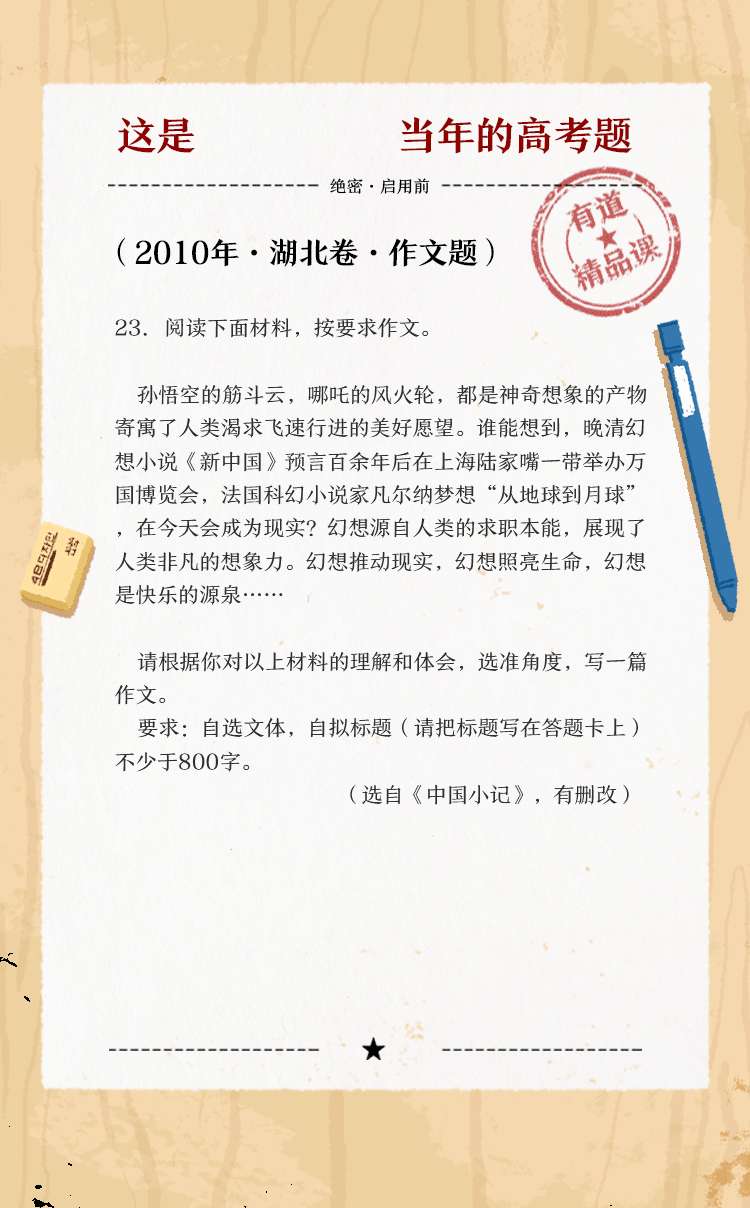 这是 当年的高考题
绝密·启用前
（2010年·湖北卷·作文题）
有道
精品课
23．阅读下面材料，按要求作文。
孙悟空的筋斗云，哪吒的风火轮，都是神奇想象的产物
寄寓了人类渴求飞速行进的美好愿望。谁能想到，晚清幻
想小说《新中国》预言百余年后在上海陆家嘴一带举办万
国博览会，法国科幻小说家凡尔纳梦想“从地球到月球”
，在今天会成为现实？幻想源自人类的求职本能，展现了
人类非凡的想象力。幻想推动现实，幻想照亮生命，幻想
是快乐的源泉……
请根据你对以上材料的理解和体会，选准角度，写一篇
作文。
要求：自选文体，自拟标题（请把标题写在答题卡上）
不少于800字。
（选自《中国小记》，有删改）